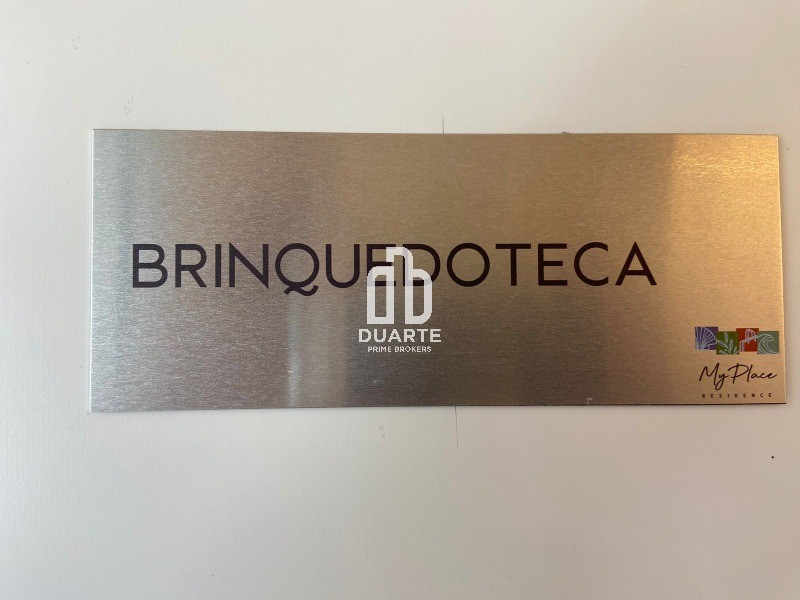 BRINQUEDOTECA
DUARTE
PRIME BROKERS
My Place
RESIDENCE